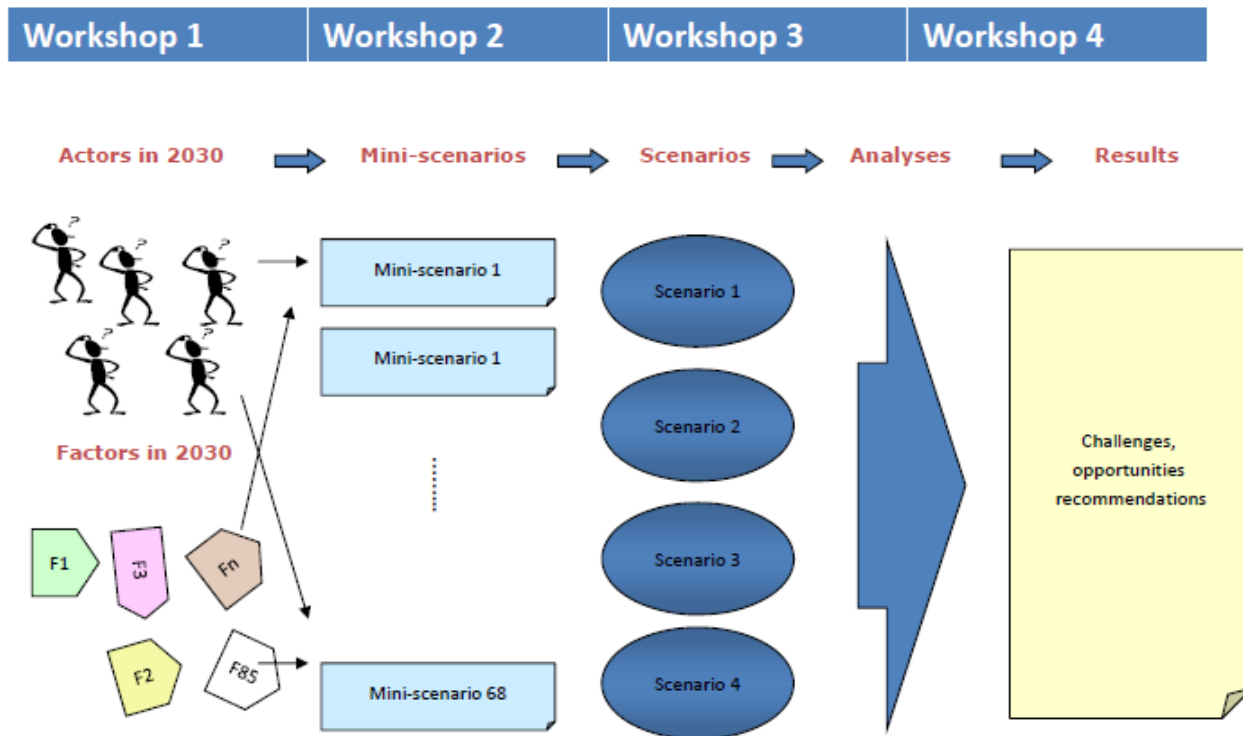 Workshop 1
Workshop 2
Workshop 3
Workshop 4
Actors in 2030
Mini-scenarios
Scenarios
Analyses
Results
? ? ?
? ?
Mini-scenario 1
Mini-scenario 1
Scenario 1
Scenario 2
Factors in 2030
Challenges,
opportunities
recommendations
F1
F3
Fn
Scenario 3
F2
F85
Mini-scenario 68
Scenario 4